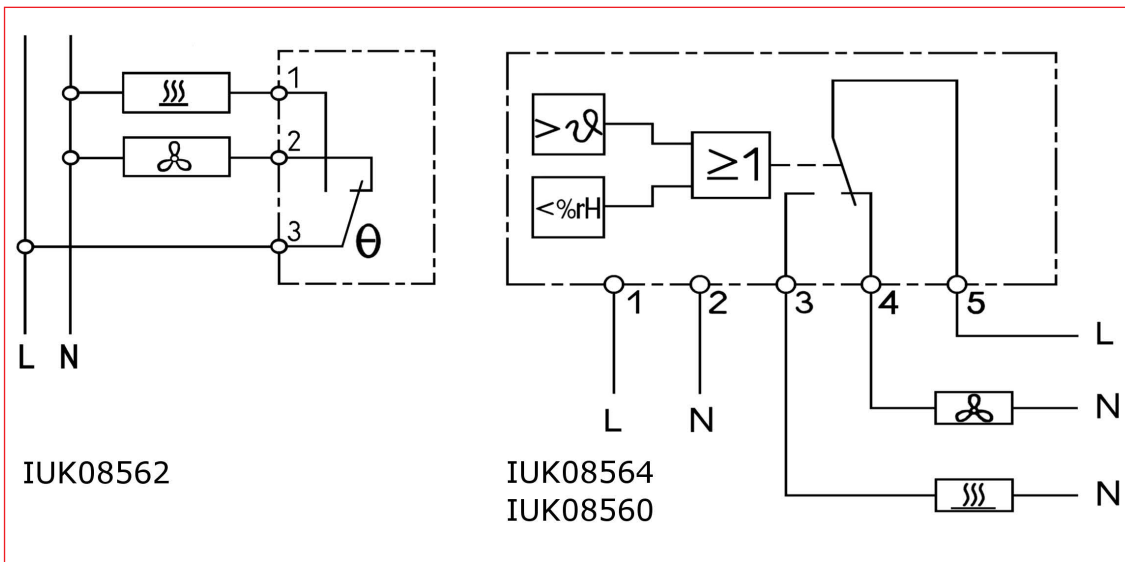 1
2
3
θ
L N
IUK08562
>ϑ
<%rH
≥1
1 2 3 4 5
L
L N
N
N
IUK08564
IUK08560